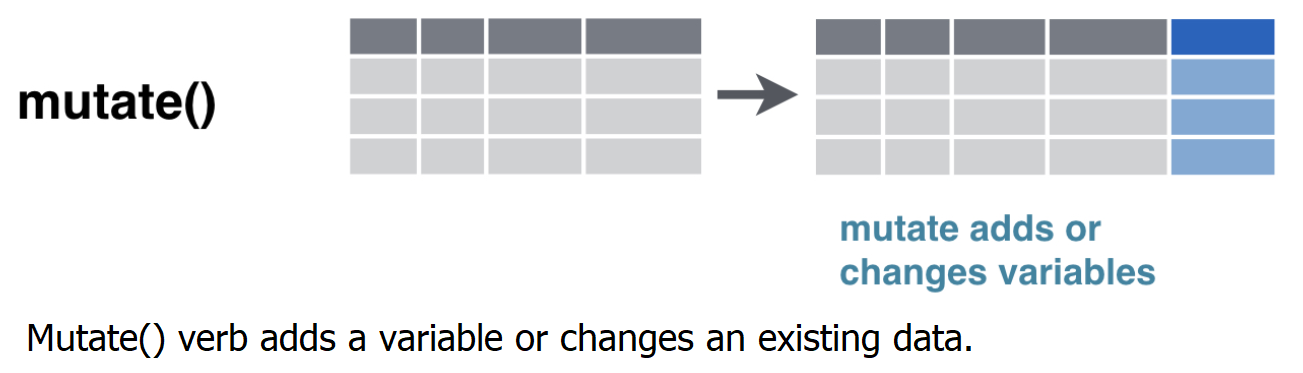 mutate()
mutate adds or
changes variables
Mutate() verb adds a variable or changes an existing data.